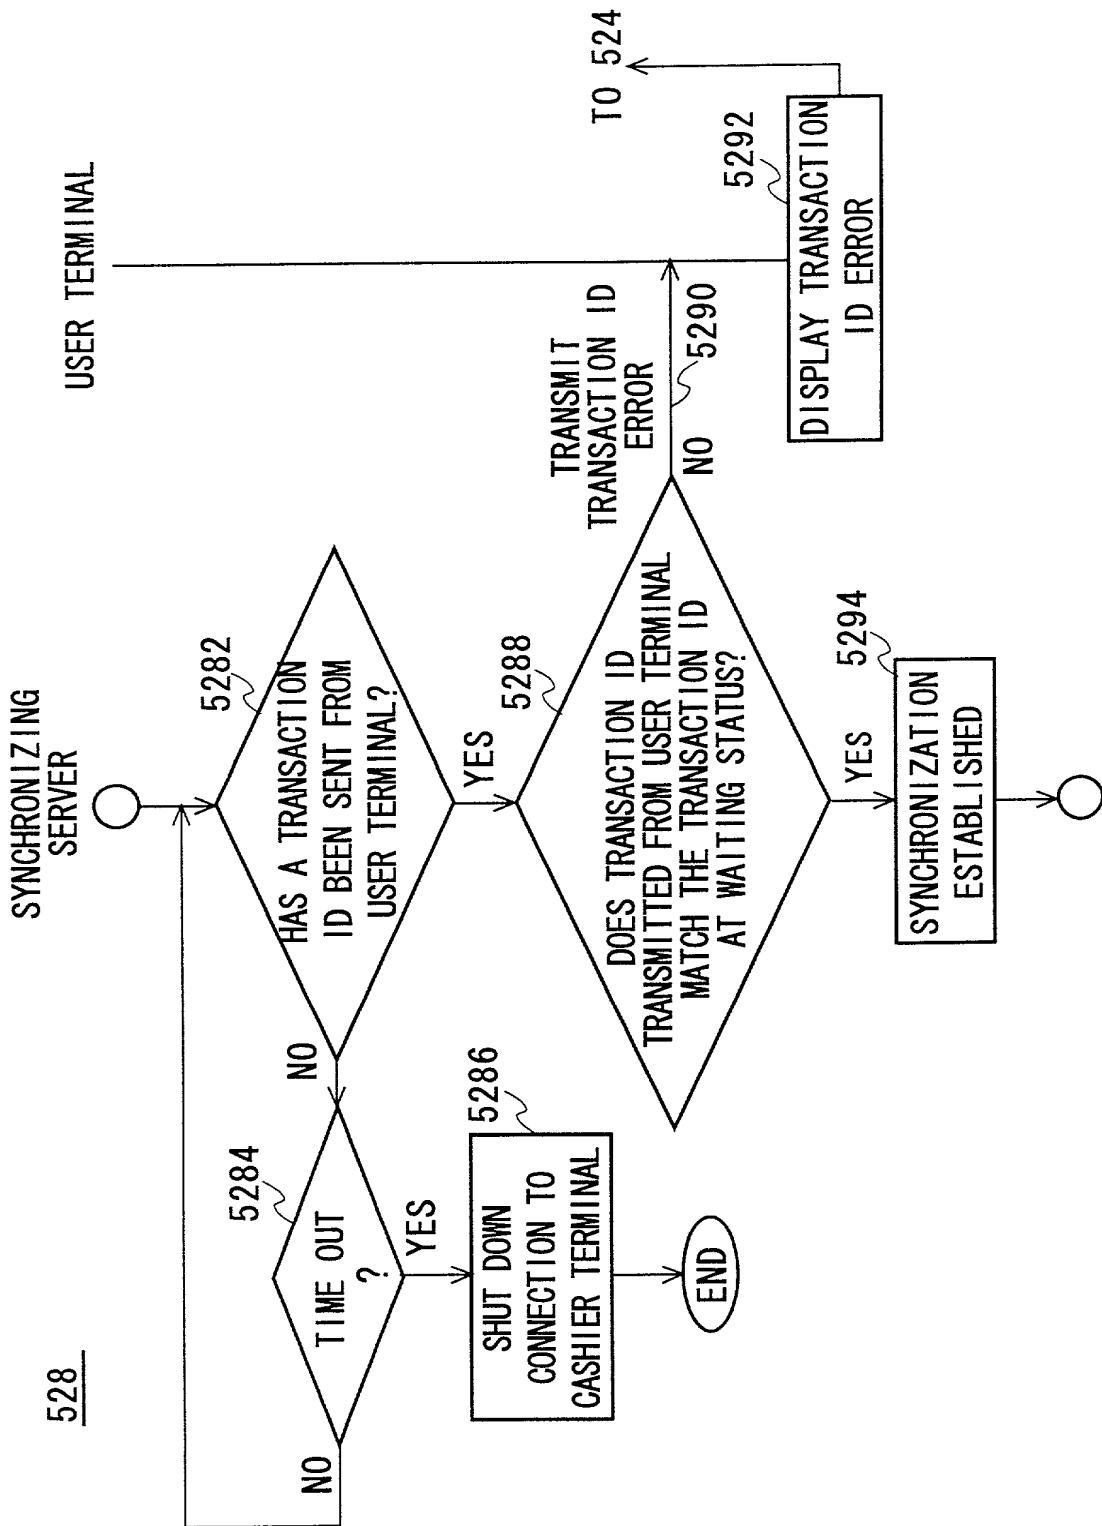 528
SYNCHRONIZING
SERVER
USER TERMINAL
5282
HAS A TRANSACTION
ID BEEN SENT FROM
USER TERMINAL?
NO
YES
5284
TIME OUT
?
NO
YES
5286
SHUT DOWN
CONNECTION TO
CASHIER TERMINAL
END
5288
DOES TRANSACTION ID
TRANSMITTED FROM USER TERMINAL
MATCH THE TRANSACTION ID
AT WAITING STATUS?
NO
YES
TRANSMIT
TRANSACTION ID
ERROR
5290
5292
DISPLAY TRANSACTION
ID ERROR
TO 524
5294
SYNCHRONIZATION
ESTABLISHED